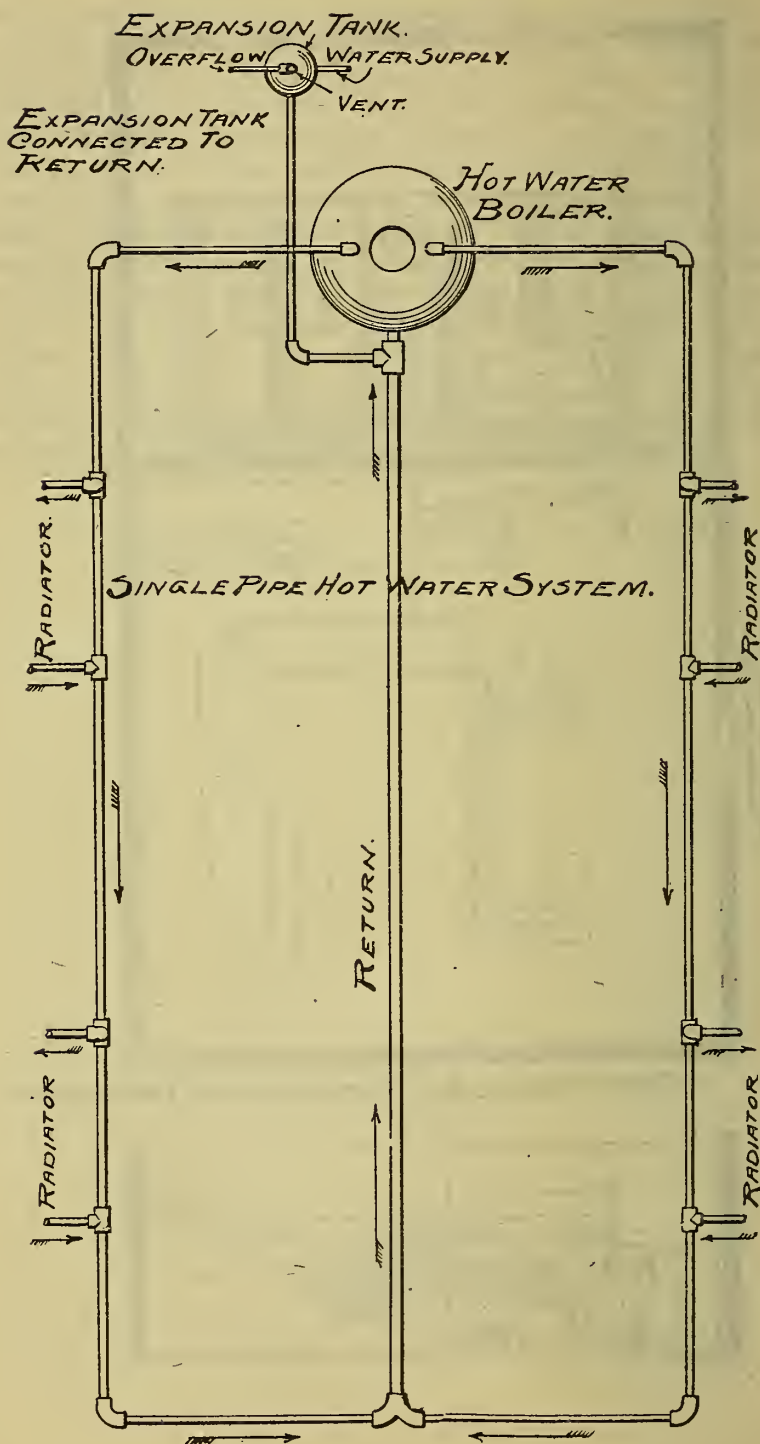 EXPANSION TANK.
OVERFLOW WATER SUPPLY.
VENT.
EXPANSION TANK
CONNECTED TO
RETURN.
HOT WATER
BOILER.
RADIATOR.
RADIATOR
SINGLE PIPE HOT WATER SYSTEM.
RETURN.
RADIATOR
RADIATOR